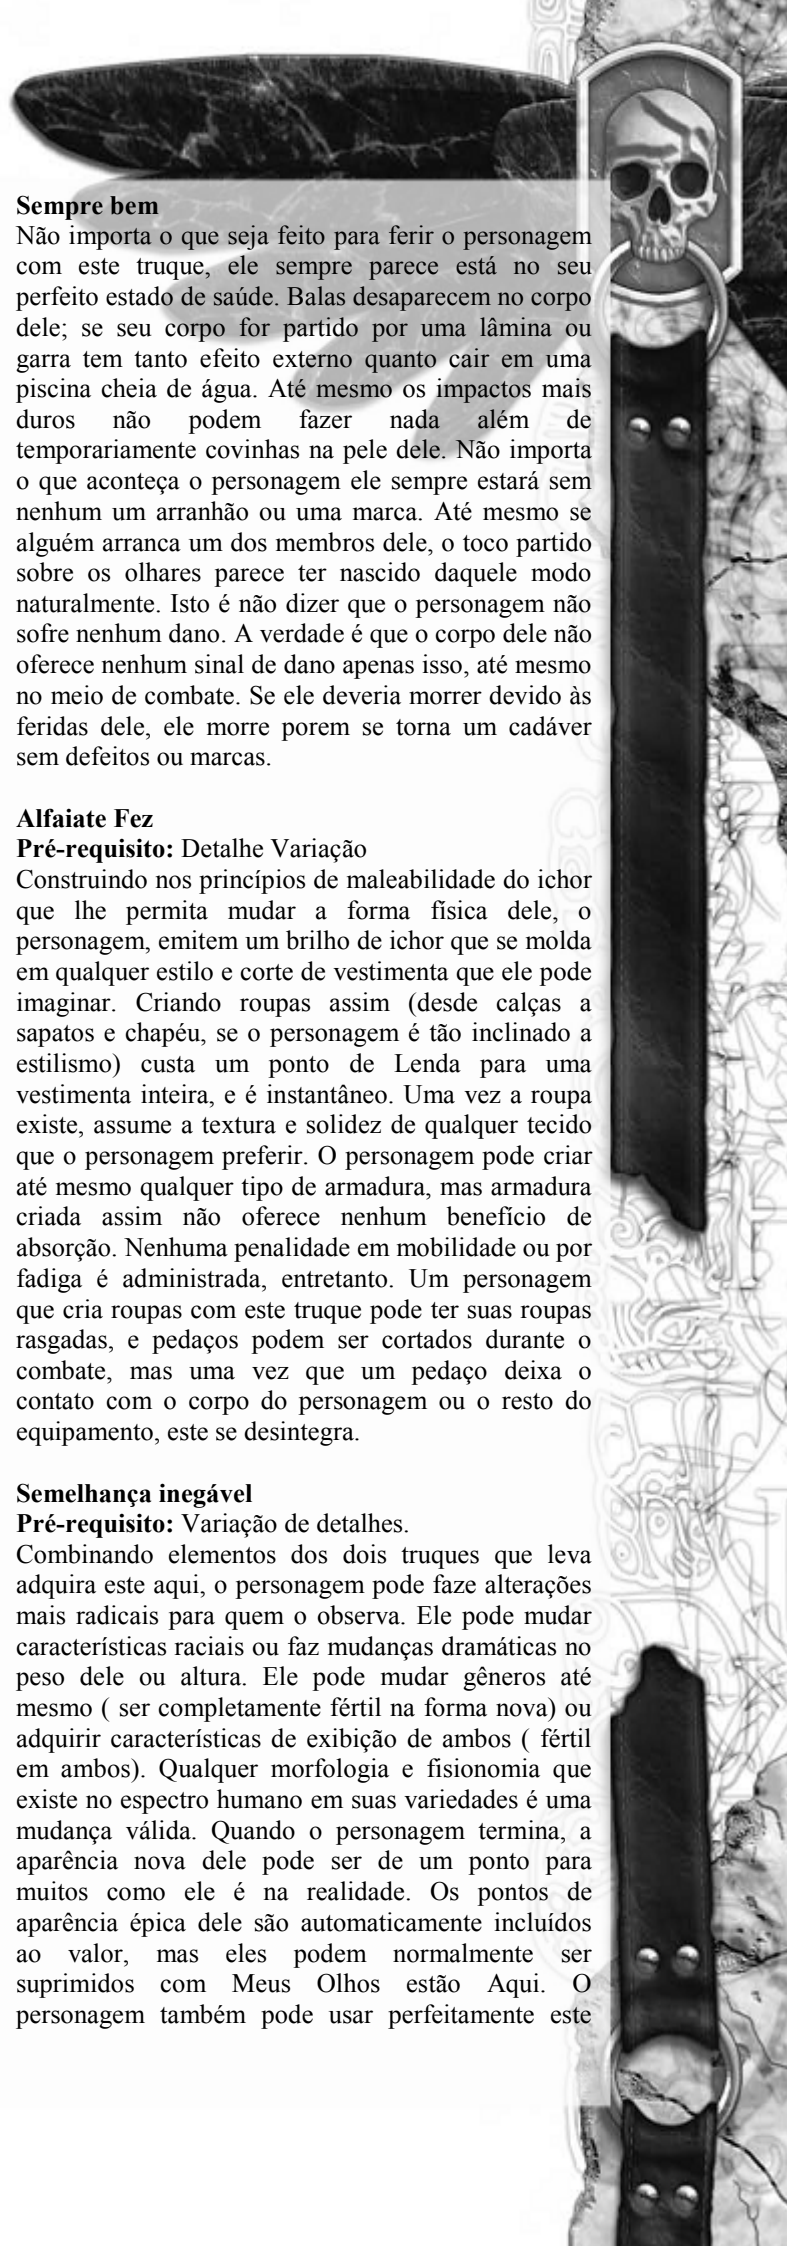 Sempre bem
Não importa o que seja feito para ferir o personagem
com este truque, ele sempre parece está no seu
perfeito estado de saúde. Balas desaparecem no corpo
dele; se seu corpo for partido por uma lâmina ou
garra tem tanto efeito externo quanto cair em uma
piscina cheia de água. Até mesmo os impactos mais
duros não podem fazer nada além de
temporariamente covinhas na pele dele. Não importa
o que aconteça o personagem ele sempre estará sem
nenhum um arranhão ou uma marca. Até mesmo se
alguém arranca um dos membros dele, o toco partido
sobre os olhares parece ter nascido daquele modo
naturalmente. Isto é não dizer que o personagem não
sofre nenhum dano. A verdade é que o corpo dele não
oferece nenhum sinal de dano apenas isso, até mesmo
no meio de combate. Se ele deveria morrer devido às
feridas dele, ele morre porem se torna um cadáver
sem defeitos ou marcas.
Alfaiate Fez
Pré-requisito: Detalhe Variação
Construindo nos princípios de maleabilidade do ichor
que lhe permita mudar a forma física dele, o
personagem, emitem um brilho de ichor que se molda
em qualquer estilo e corte de vestimenta que ele pode
imaginar. Criando roupas assim (desde calças a
sapatos e chapéu, se o personagem é tão inclinado a
estilismo) custa um ponto de Lenda para uma
vestimenta inteira, e é instantâneo. Uma vez a roupa
existe, assume a textura e solidez de qualquer tecido
que o personagem preferir. O personagem pode criar
até mesmo qualquer tipo de armadura, mas armadura
criada assim não oferece nenhum benefício de
absorção. Nenhuma penalidade em mobilidade ou por
fadiga é administrada, entretanto. Um personagem
que cria roupas com este truque pode ter suas roupas
rasgadas, e pedaços podem ser cortados durante o
combate, mas uma vez que um pedaço deixa o
contato com o corpo do personagem ou o resto do
equipamento, este se desintegra.
Semelhança inegável
Pré-requisito: Variação de detalhes.
Combinando elementos dos dois truques que leva
adquira este aqui, o personagem pode faze alterações
mais radicais para quem o observa. Ele pode mudar
características raciais ou faz mudanças dramáticas no
peso dele ou altura. Ele pode mudar gêneros até
mesmo ( ser completamente fértil na forma nova) ou
adquirir características de exibição de ambos ( fértil
em ambos). Qualquer morfologia e fisionomia que
existe no espectro humano em suas variedades é uma
mudança válida. Quando o personagem termina, a
aparência nova dele pode ser de um ponto para
muitos como ele é na realidade. Os pontos de
aparência épica dele são automaticamente incluídos
ao valor, mas eles podem normalmente ser
suprimidos com Meus Olhos estão Aqui. O
personagem também pode usar perfeitamente este